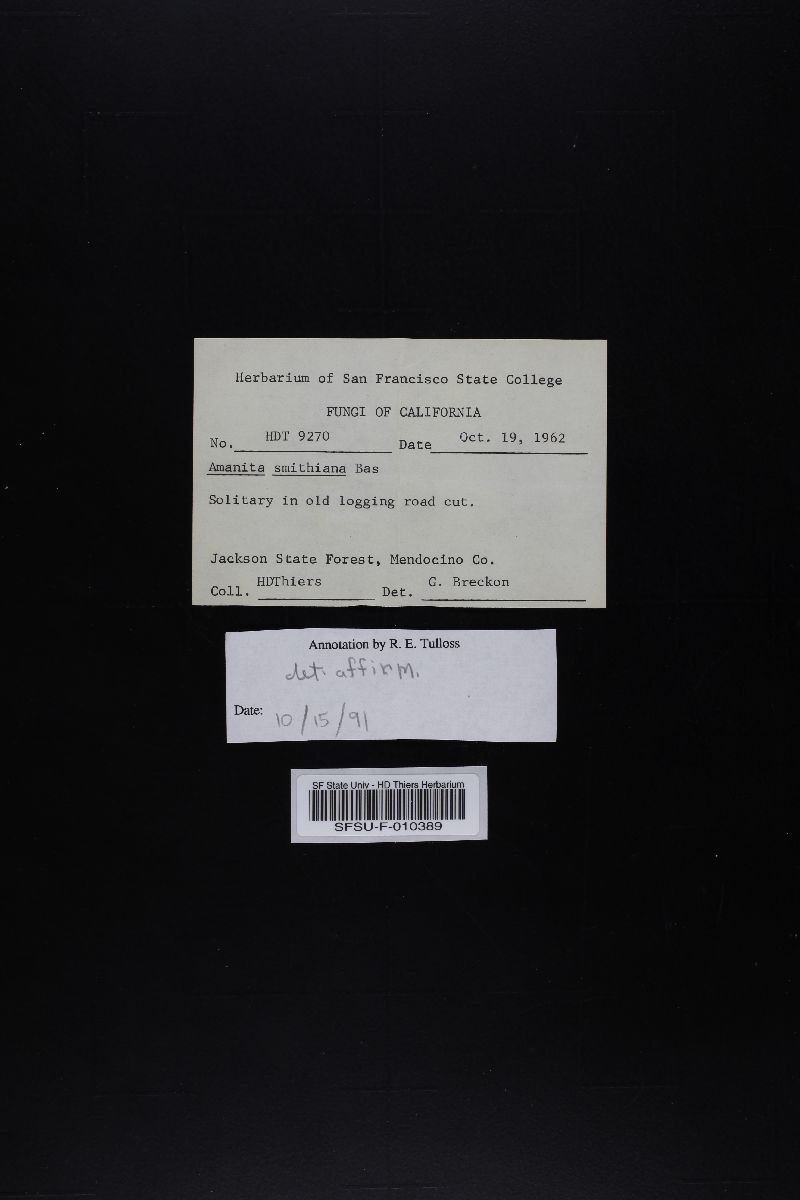 Herbarium of San Francisco State College
FUNGI OF CALIFORNIA
No. HDT 9270 Date Oct. 19, 1962
Amanita smithiana Bas
Solitary in old logging road cut.
Jackson State Forest, Mendocino Co.
Coll. HDThiers Det. G. Breckon
Annotation by R. E. Tulloss
det. affirm.
Date: 10/15/91
SF State Univ - HD Thiers Herbarium
SFSU-F-010389